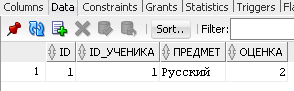 Columns Data Constraints Grants Statistics Triggers Fla
Sort.. Filter:
ID ID_УЧЕНИКА ПРЕДМЕТ ОЦЕНКА
1 1 1 Русский 2